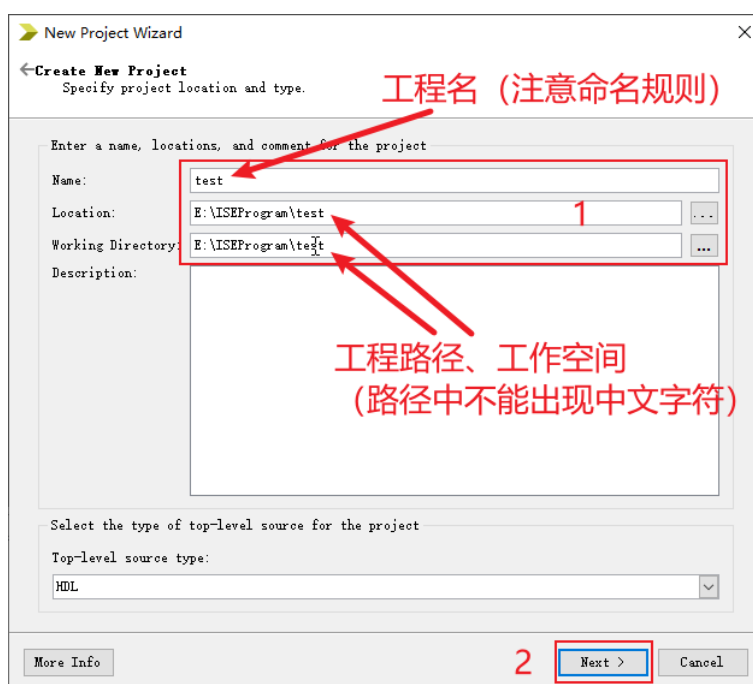 New Project Wizard
Create New Project
Specify project location and type.
工程名（注意命名规则）
Enter a name, locations, and comment for the project
Name:
test
Location:
E:\ISEProgram\test
1
...
Working Directory:
E:\ISEProgram\test
...
Description:
工程路径、工作空间
（路径中不能出现中文字符）
Select the type of top-level source for the project
Top-level source type:
HDL
More Info
2
Next >
Cancel